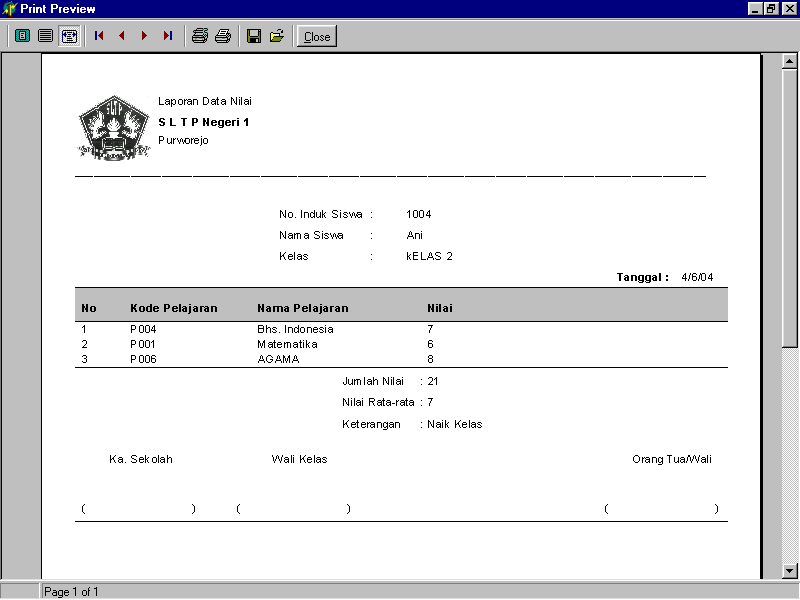 Print Preview
Close
SLTP
Laporan Data Nilai
S L T P Negeri 1
Purworejo
No. Induk Siswa : 1004
Nama Siswa : Ani
Kelas : kELAS 2
Tanggal : 4/6/04
No Kode Pelajaran Nama Pelajaran Nilai
1 P004 Bhs. Indonesia 7
2 P001 Matematika 6
3 P006 AGAMA 8
Jumlah Nilai : 21
Nilai Rata-rata : 7
Keterangan : Naik Kelas
Ka. Sekolah Wali Kelas Orang Tua/Wali
( ) ( ) ( )
Page 1 of 1